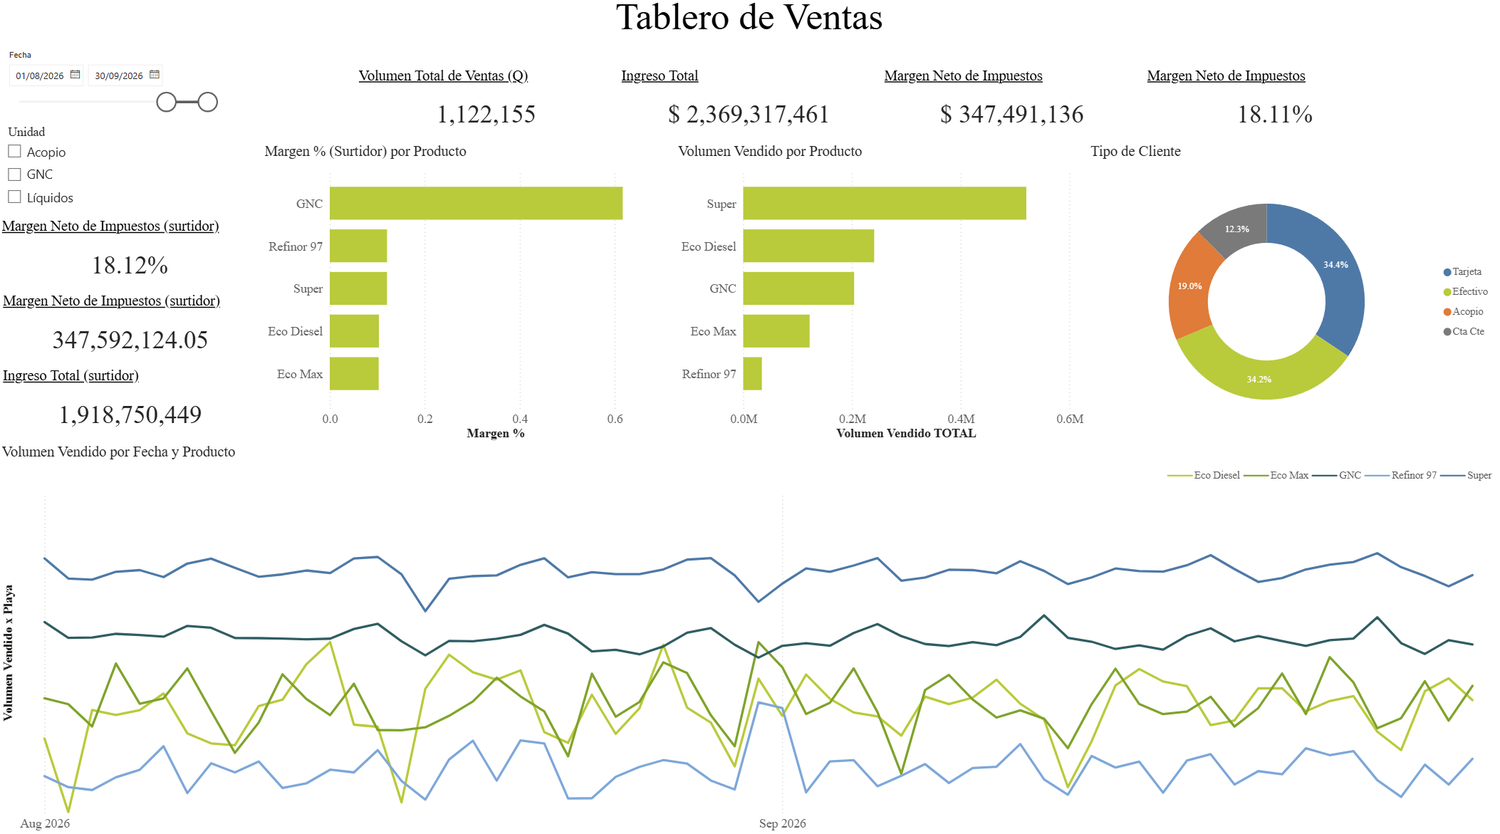 Tablero de Ventas
Fecha
01/08/2026
30/09/2026
Unidad
Acopio
GNC
Líquidos
Volumen Total de Ventas (Q)
1,122,155
Ingreso Total
$ 2,369,317,461
Margen Neto de Impuestos
$ 347,491,136
Margen Neto de Impuestos
18.11%
Margen Neto de Impuestos (surtidor)
18.12%
Margen Neto de Impuestos (surtidor)
347,592,124.05
Ingreso Total (surtidor)
1,918,750,449
Margen % (Surtidor) por Producto
GNC
Refinor 97
Super
Eco Diesel
Eco Max
0.0
0.2
0.4
0.6
Margen %
Volumen Vendido por Producto
Super
Eco Diesel
GNC
Eco Max
Refinor 97
0.0M
0.2M
0.4M
0.6M
Volumen Vendido TOTAL
Tipo de Cliente
12.3%
34.4%
19.0%
34.2%
Tarjeta
Efectivo
Acopio
Cta Cte
Volumen Vendido por Fecha y Producto
Eco Diesel
Eco Max
GNC
Refinor 97
Super
Volumen Vendido x Playa
Aug 2026
Sep 2026